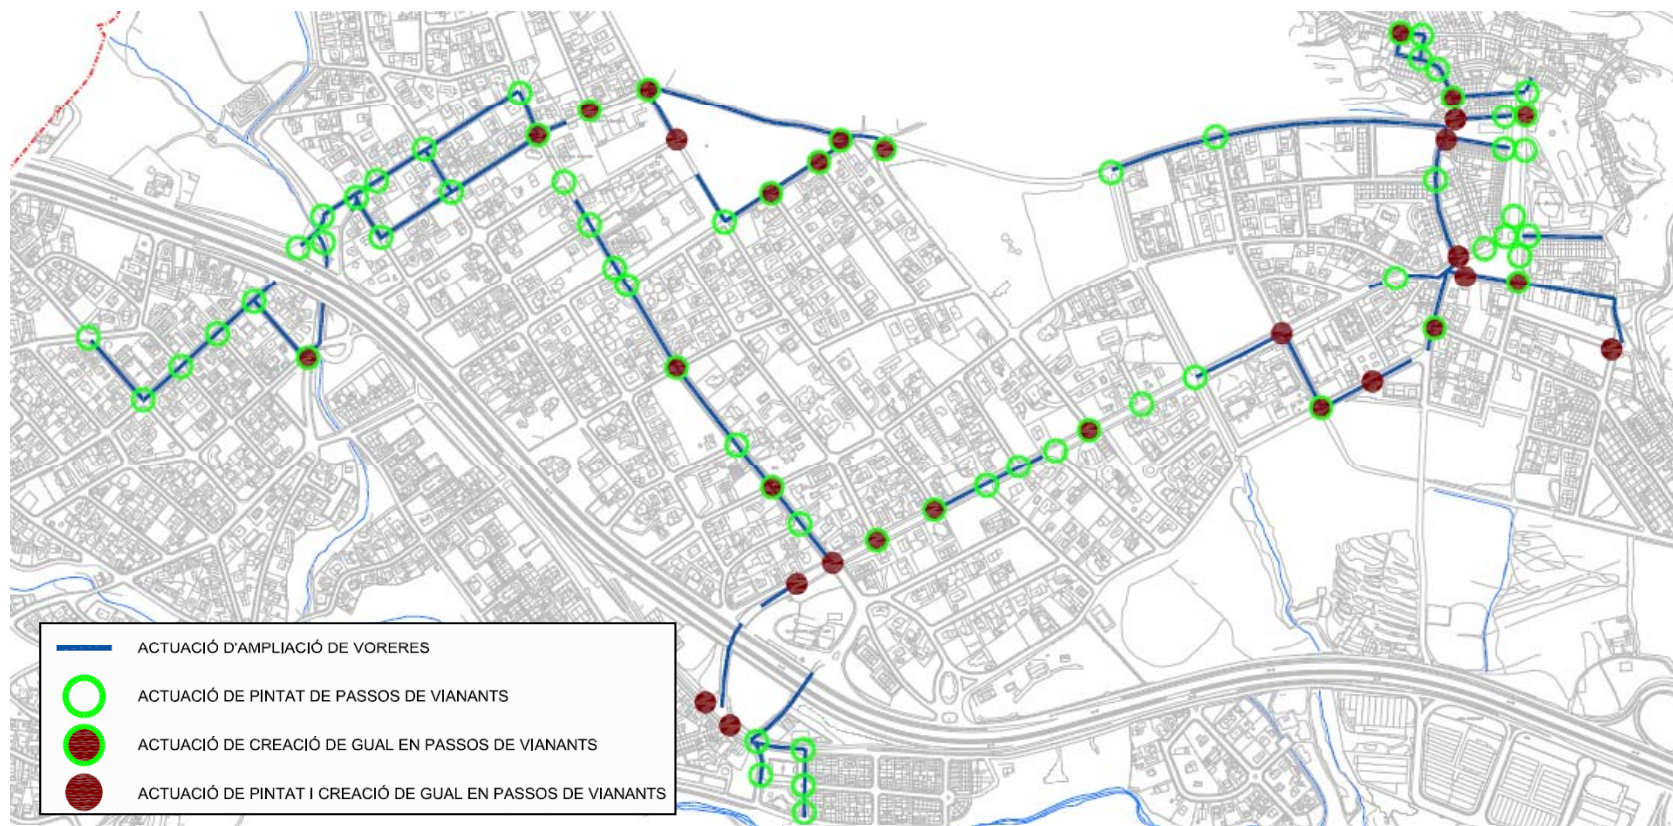 ACTUACIÓ D'AMPLIACIÓ DE VORERES
ACTUACIÓ DE PINTAT DE PASSOS DE VIANANTS
ACTUACIÓ DE CREACIÓ DE GUAL EN PASSOS DE VIANANTS
ACTUACIÓ DE PINTAT I CREACIÓ DE GUAL EN PASSOS DE VIANANTS